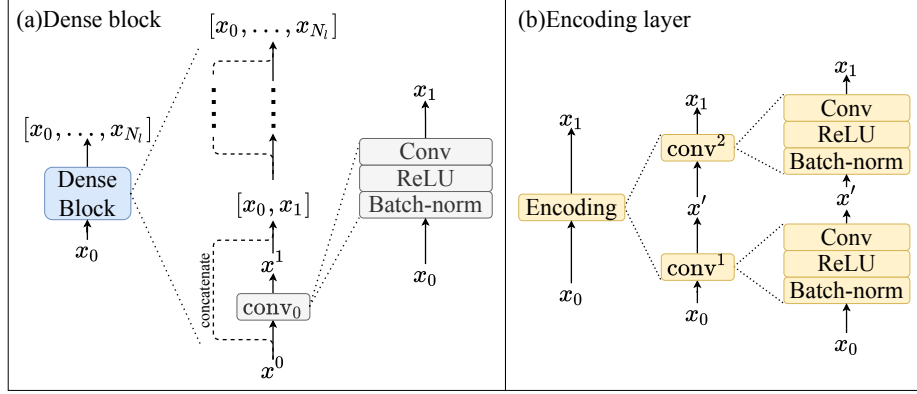 (a)Dense block
[x_0, . . . , x_{N_l}]
Dense
Block
x_0
[x_0, . . . , x_{N_l}]
[x_0, x_1]
concatenate
x^1
conv_0
x^0
x_1
Conv
ReLU
Batch-norm
x_0
(b)Encoding layer
x_1
Encoding
x_0
x_1
conv^2
x'
conv^1
x_0
x_1
Conv
ReLU
Batch-norm
x'
Conv
ReLU
Batch-norm
x_0